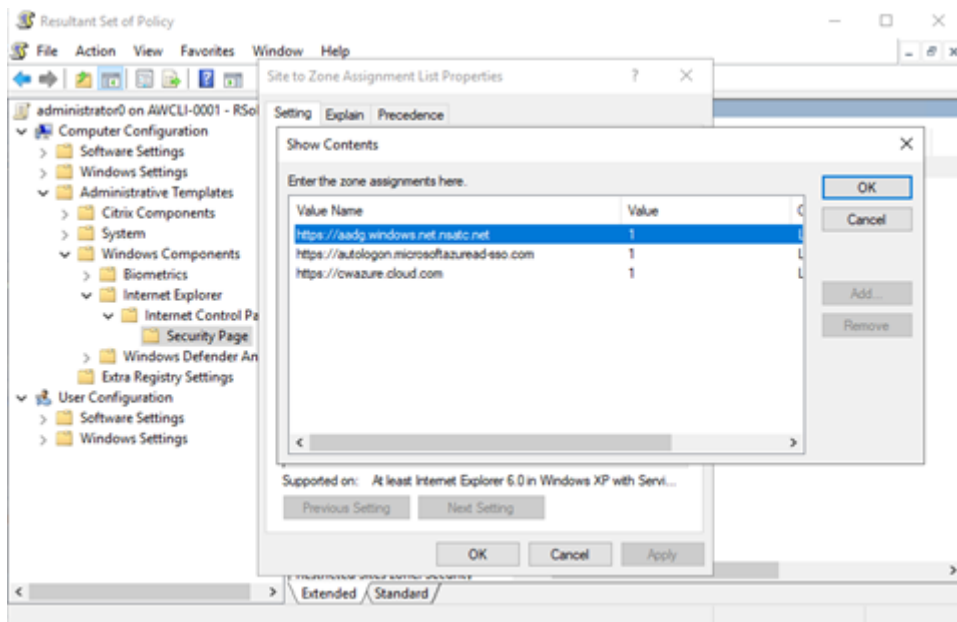 Resultant Set of Policy
File Action View Favorites Window Help
administrator0 on AWCLI-0001 - RSo
Computer Configuration
Software Settings
Windows Settings
Administrative Templates
Citrix Components
System
Windows Components
Biometrics
Internet Explorer
Internet Control Pa
Security Page
Windows Defender An
Extra Registry Settings
User Configuration
Software Settings
Windows Settings
Site to Zone Assignment List Properties
Setting Explain Precedence
Show Contents
Enter the zone assignments here.
Value Name Value
https://aadg.windows.net.nsatc.net 1
https://autologon.microsoftazuread-sso.com 1
https://cwazure.cloud.com 1
OK
Cancel
Add...
Remove
Supported on: At least Internet Explorer 6.0 in Windows XP with Servi...
Previous Setting Next Setting
OK Cancel Apply
Extended Standard